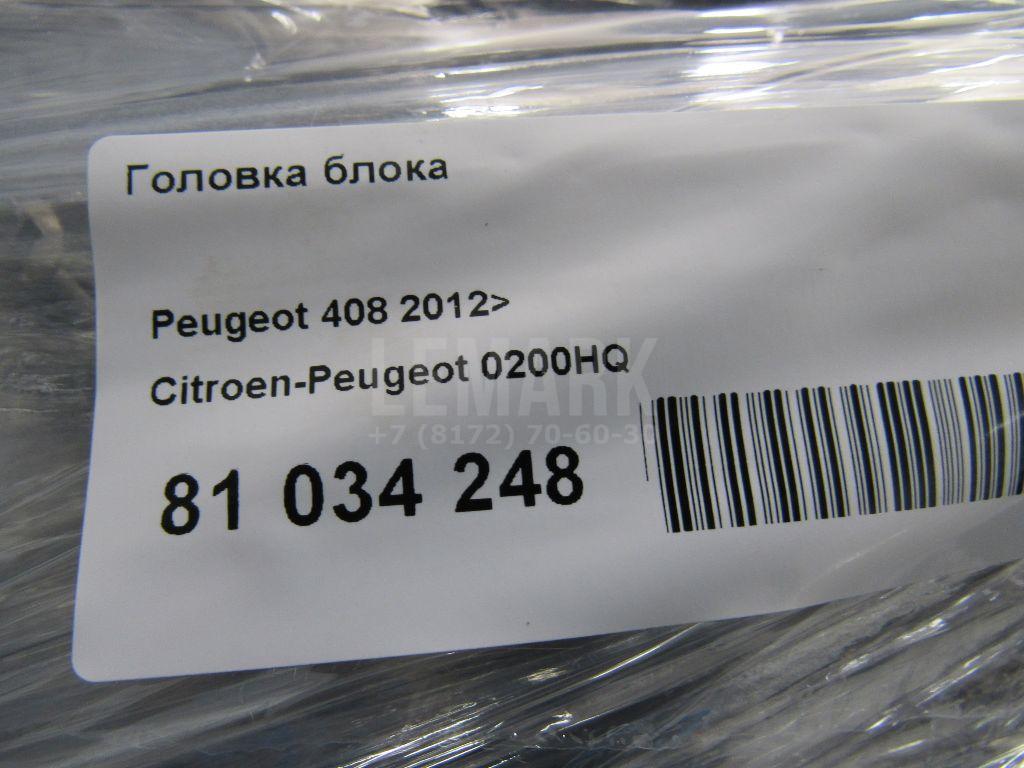 Головка блока
Peugeot 408 2012>
Citroen-Peugeot 0200HQ
LEMARK
+7 (8172) 70-60-30
81 034 248